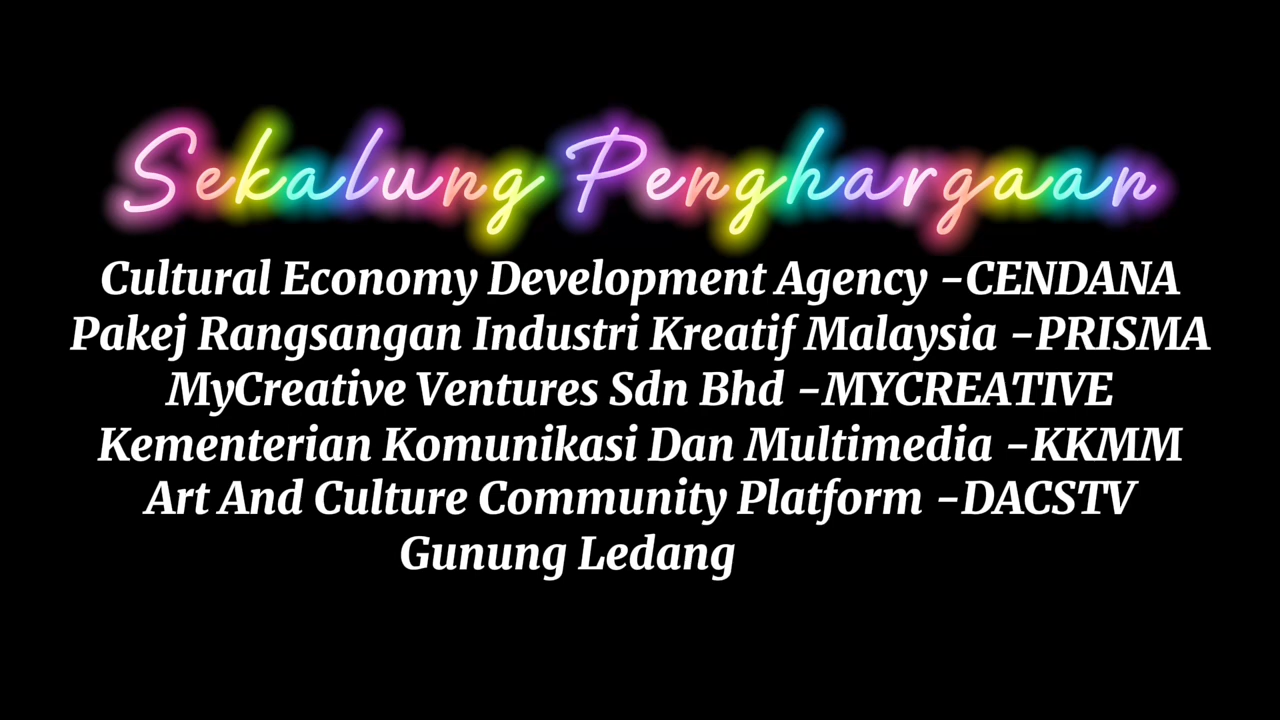 Sekalung Penghargaan
Cultural Economy Development Agency -CENDANA
Pakej Rangsangan Industri Kreatif Malaysia -PRISMA
MyCreative Ventures Sdn Bhd -MYCREATIVE
Kementerian Komunikasi Dan Multimedia -KKMM
Art And Culture Community Platform -DACSTV
Gunung Ledang